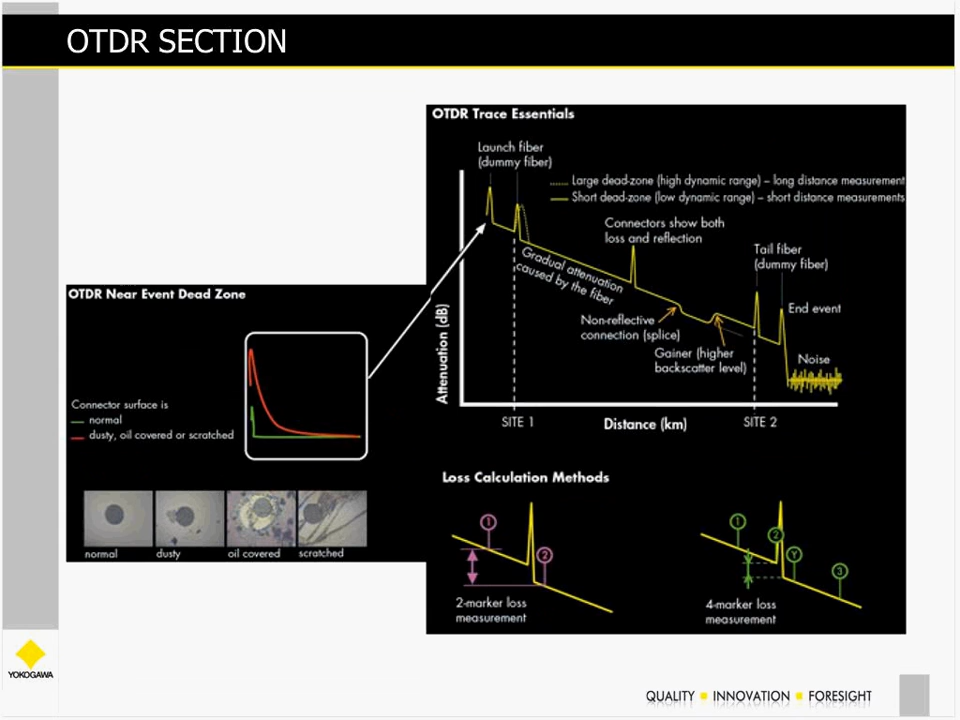 OTDR SECTION
OTDR Trace Essentials
Launch fiber
(dummy fiber)
Large dead-zone (high dynamic range) – long distance measurement
Short dead-zone (low dynamic range) – short distance measurements
Connectors show both
loss and reflection
Tail fiber
(dummy fiber)
Gradual attenuation
caused by the fiber
End event
Non-reflective
connection (splice)
Gainer (higher
backscatter level)
Noise
Attenuation (dB)
SITE 1
Distance (km)
SITE 2
OTDR Near Event Dead Zone
Connector surface is
normal
dusty, oil covered or scratched
normal
dusty
oil covered
scratched
Loss Calculation Methods
1
2
2-marker loss
measurement
1
2
Y
3
4-marker loss
measurement
YOKOGAWA
QUALITY ■ INNOVATION ■ FORESIGHT